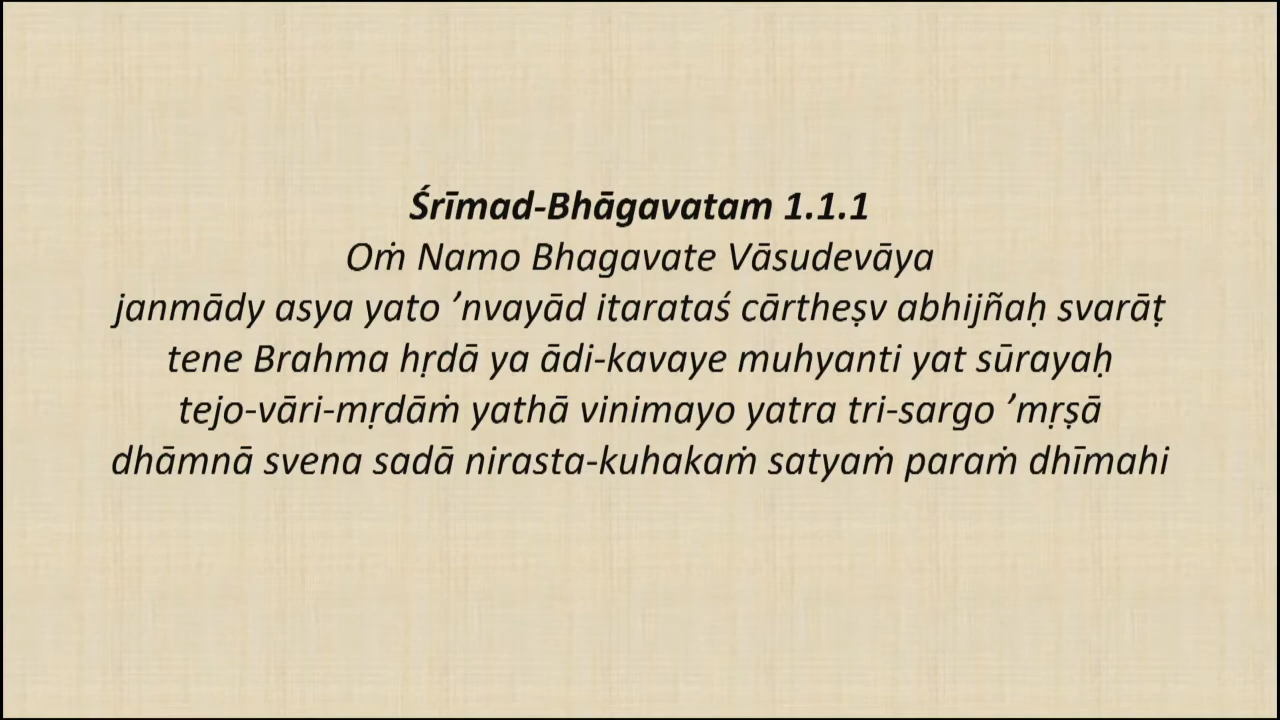 Śrīmad-Bhāgavatam 1.1.1
Oṁ Namo Bhagavate Vāsudevāya
janmādy asya yato ’nvayād itarataś cārtheṣv abhijñaḥ svarāṭ
tene Brahma hṛdā ya ādi-kavaye muhyanti yat sūrayaḥ
tejo-vāri-mṛdāṁ yathā vinimayo yatra tri-sargo ’mṛṣā
dhāmnā svena sadā nirasta-kuhakaṁ satyaṁ paraṁ dhīmahi